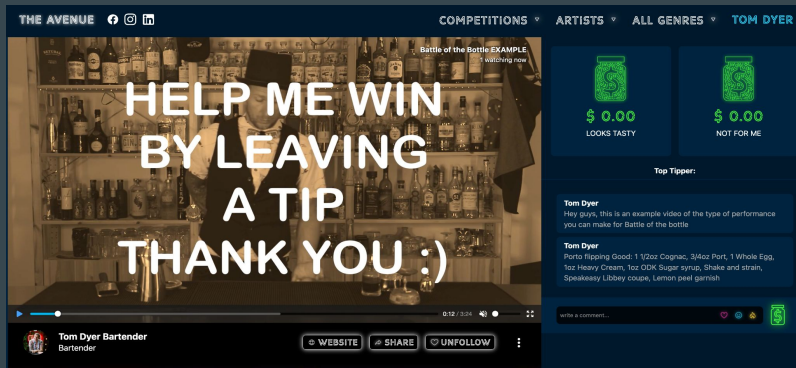 THE AVENUE
COMPETITIONS
ARTISTS
ALL GENRES
TOM DYER
Battle of the Bottle EXAMPLE
1 watching now
HELP ME WIN
BY LEAVING
A TIP
THANK YOU :)
0:12 / 3:24
Tom Dyer Bartender
Bartender
WEBSITE
SHARE
UNFOLLOW
$ 0.00
LOOKS TASTY
$ 0.00
NOT FOR ME
Top Tipper:
Tom Dyer
Hey guys, this is an example video of the type of performance
you can make for Battle of the bottle
Tom Dyer
Porto flipping Good: 1 1/2oz Cognac, 3/4oz Port, 1 Whole Egg,
1oz Heavy Cream, 1oz ODK Sugar syrup, Shake and strain,
Speakeasy Libbey coupe, Lemon peel garnish
write a comment...